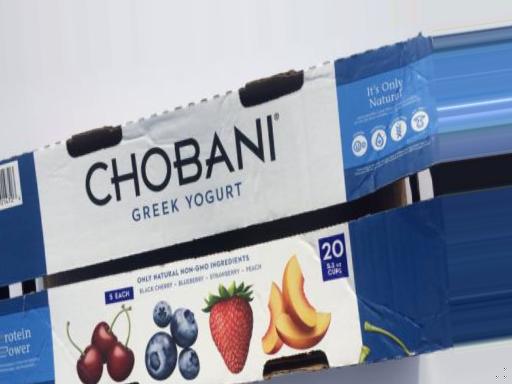 It's Only
Natural
CHOBANI®
GREEK YOGURT
ONLY NATURAL NON-GMO INGREDIENTS
5 EACH
BLACK CHERRY - BLUEBERRY - STRAWBERRY - PEACH
20
5.3 oz
CUPS
rotein
Power